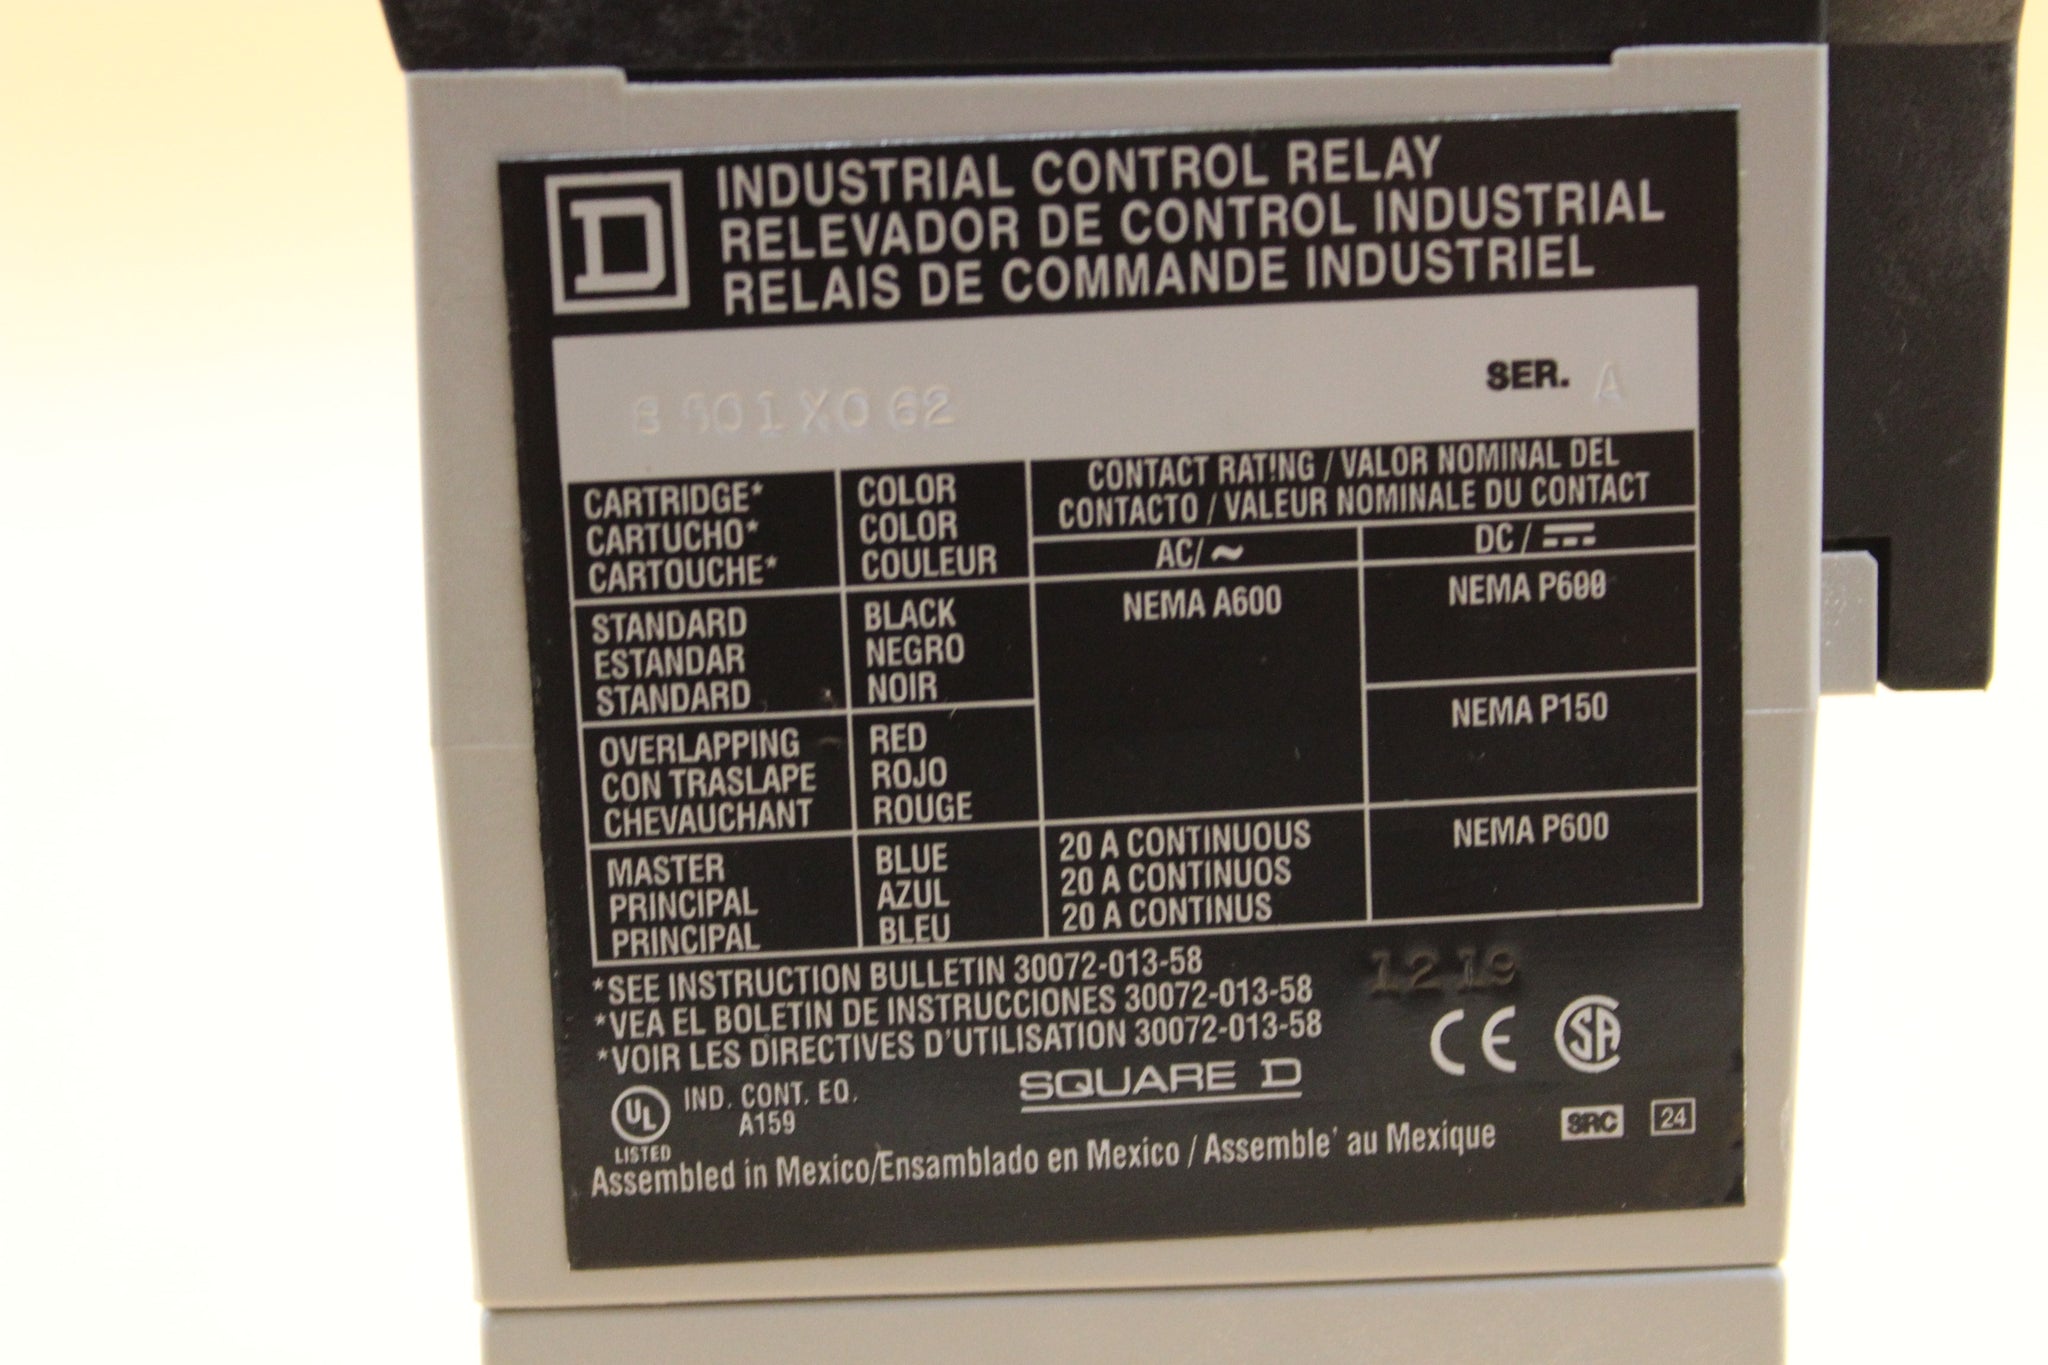 D
INDUSTRIAL CONTROL RELAY
RELEVADOR DE CONTROL INDUSTRIAL
RELAIS DE COMMANDE INDUSTRIEL
8501XO62
SER. A
CARTRIDGE*
CARTUCHO*
CARTOUCHE*
COLOR
COLOR
COULEUR
CONTACT RATING / VALOR NOMINAL DEL
CONTACTO / VALEUR NOMINALE DU CONTACT
AC/ ~
DC / ⎓
STANDARD
ESTANDAR
STANDARD
BLACK
NEGRO
NOIR
NEMA A600
NEMA P600
OVERLAPPING
CON TRASLAPE
CHEVAUCHANT
RED
ROJO
ROUGE
NEMA P150
MASTER
PRINCIPAL
PRINCIPAL
BLUE
AZUL
BLEU
20 A CONTINUOUS
20 A CONTINUOS
20 A CONTINUS
NEMA P600
*SEE INSTRUCTION BULLETIN 30072-013-58
*VEA EL BOLETIN DE INSTRUCCIONES 30072-013-58
*VOIR LES DIRECTIVES D'UTILISATION 30072-013-58
1219
CE
SA
UL
LISTED
IND. CONT. EQ.
A159
SQUARE D
SRC
24
Assembled in Mexico/Ensamblado en Mexico / Assemble' au Mexique